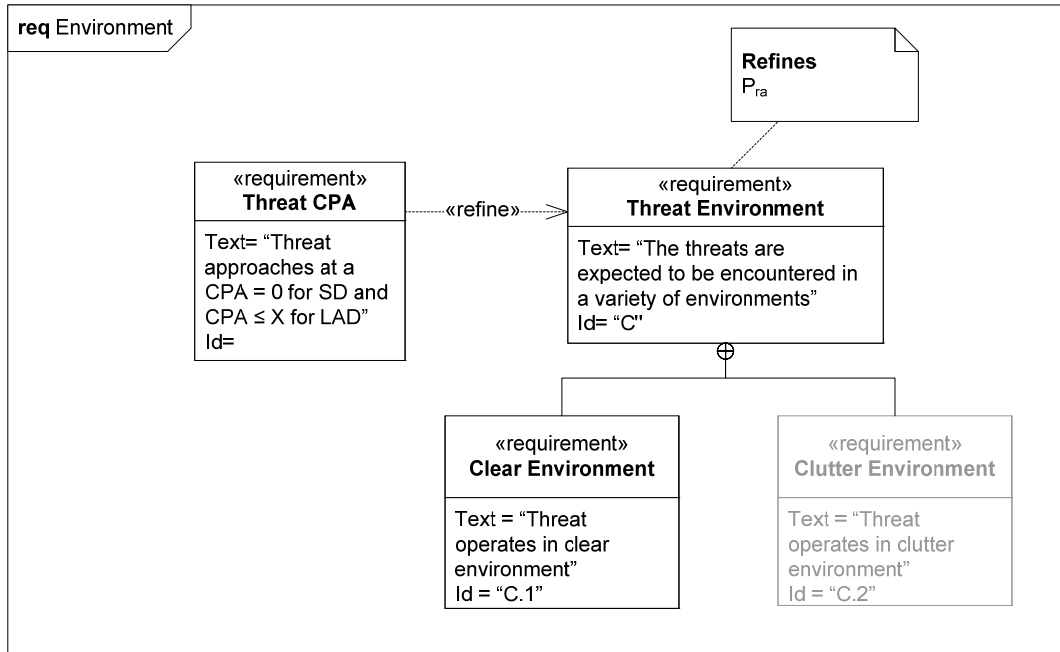 req Environment
Refines
Pra
«requirement»
Threat CPA
Text= “Threat
approaches at a
CPA = 0 for SD and
CPA ≤ X for LAD”
Id=
«refine»
«requirement»
Threat Environment
Text= “The threats are
expected to be encountered in
a variety of environments”
Id= “C"
«requirement»
Clear Environment
Text = “Threat
operates in clear
environment”
Id = “C.1”
«requirement»
Clutter Environment
Text = “Threat
operates in clutter
environment”
Id = “C.2”